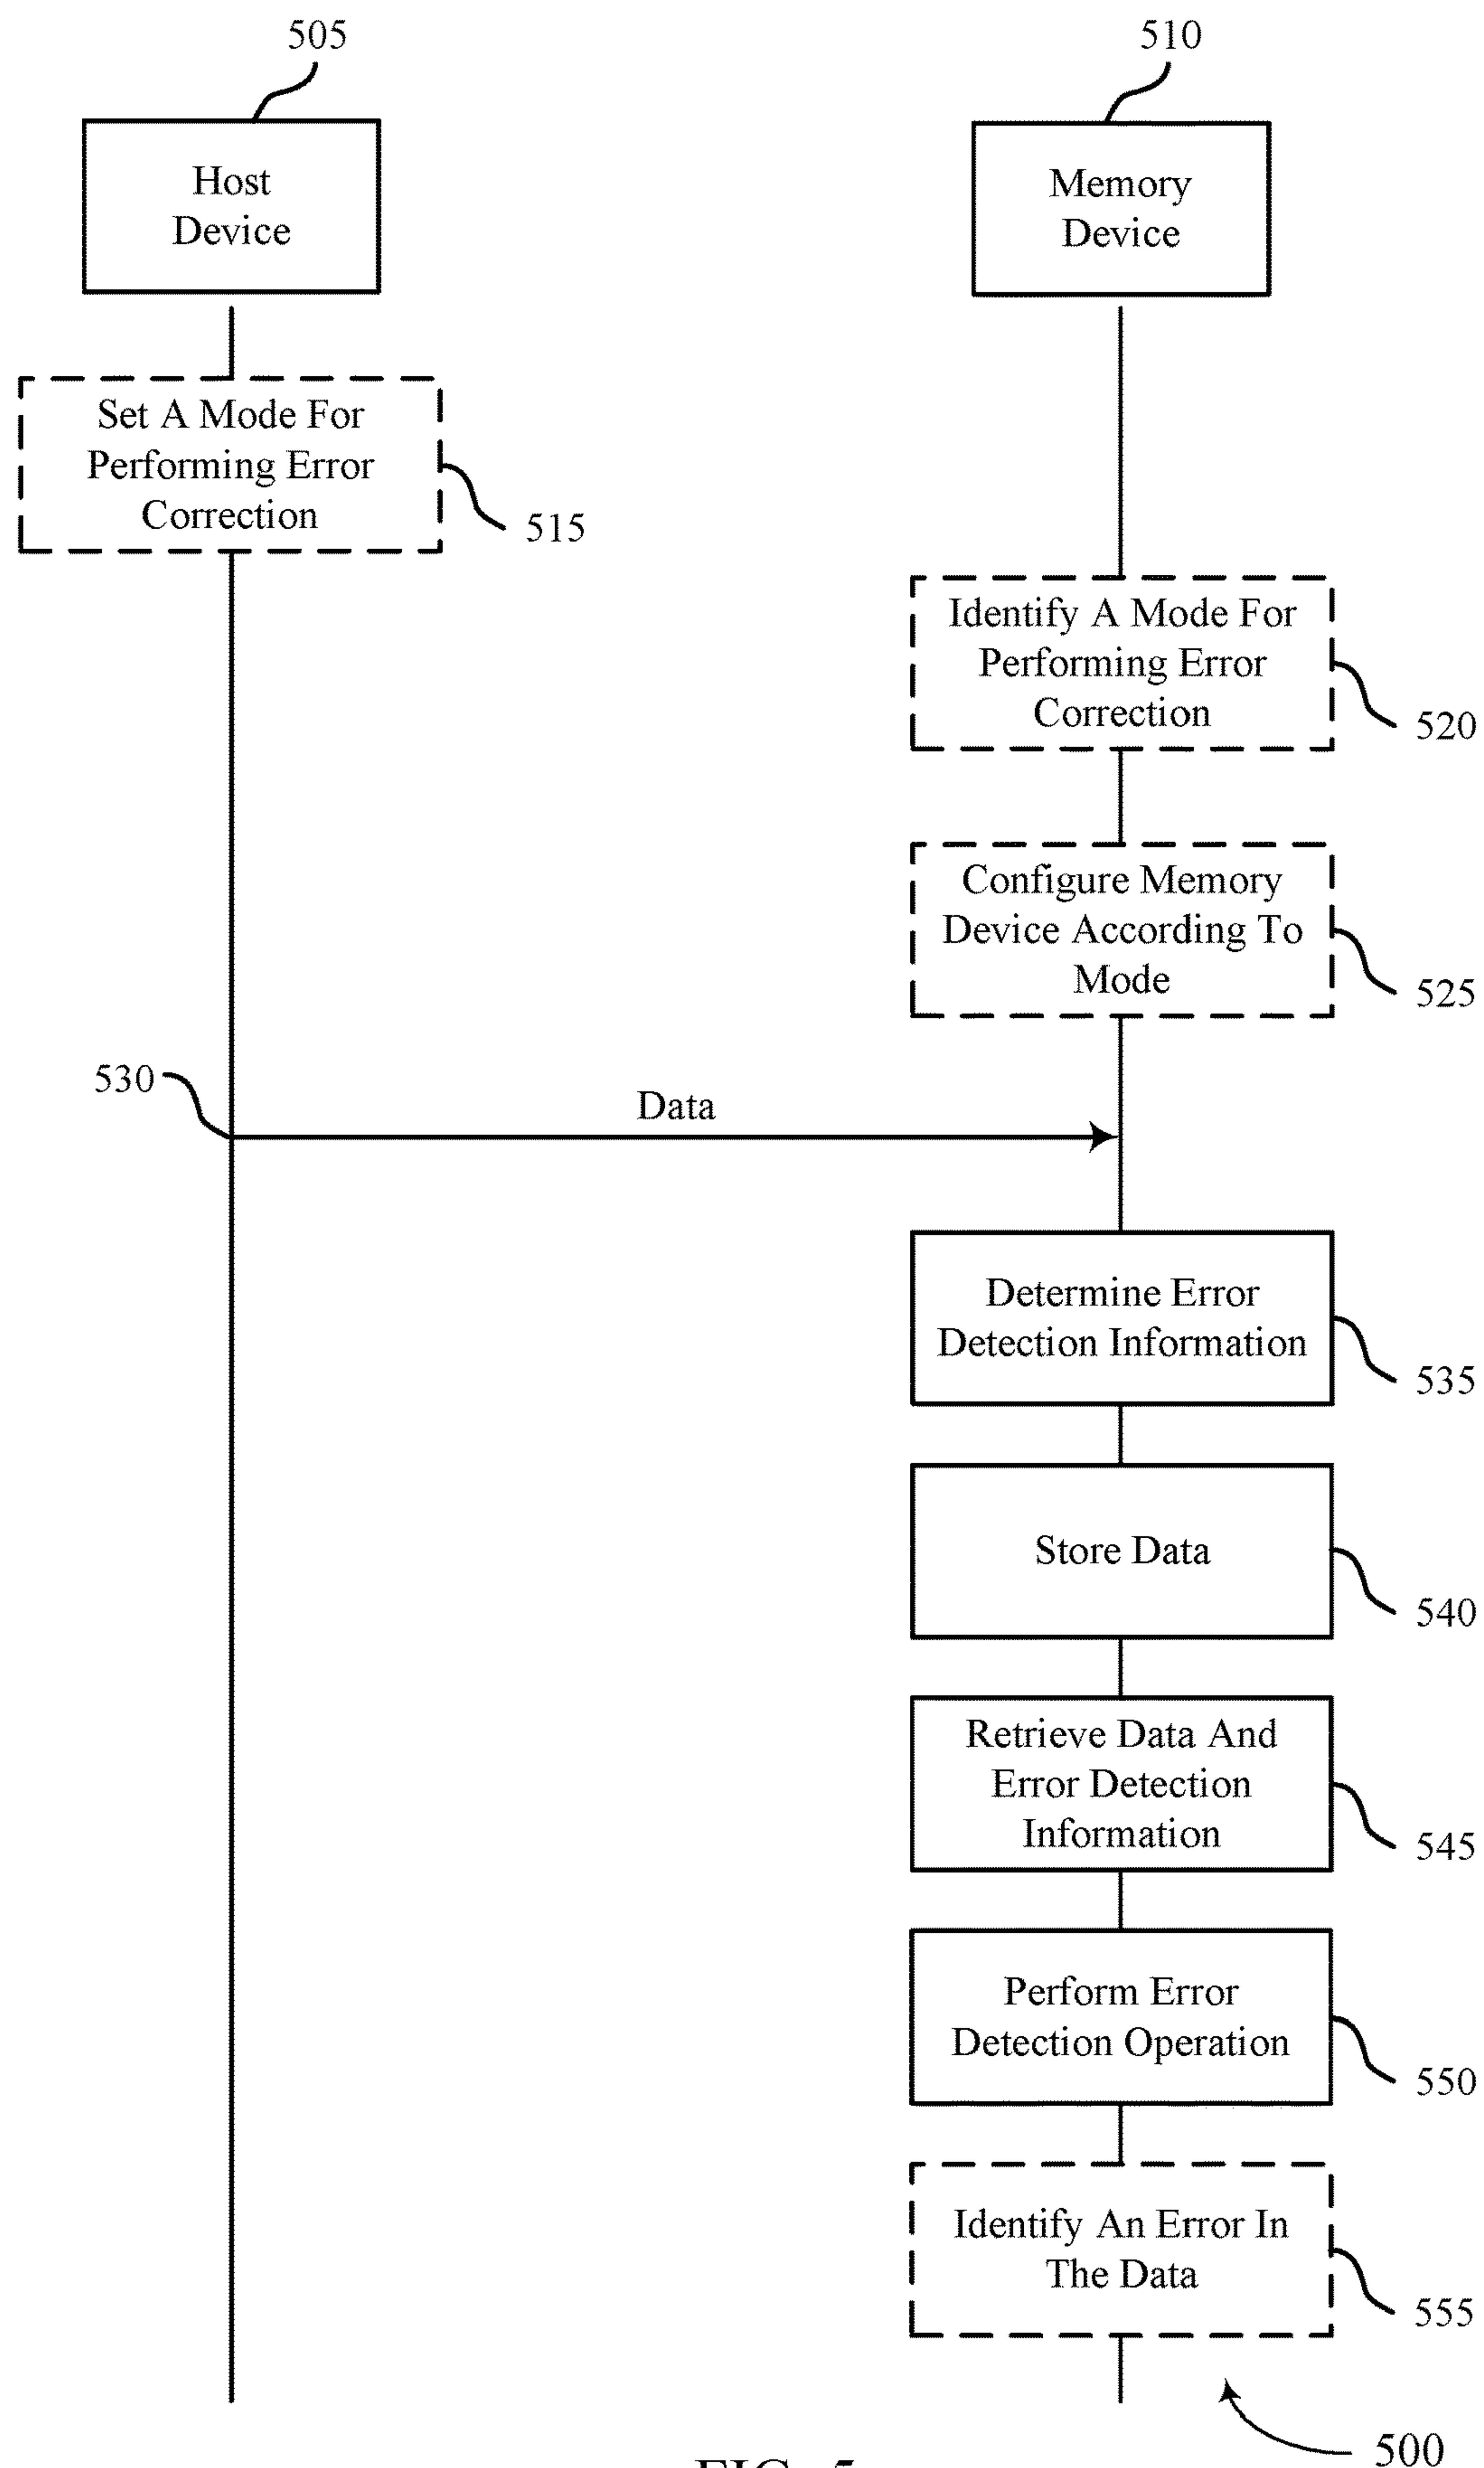 505
510
Host
Device
Memory
Device
Set A Mode For
Performing Error
Correction
515
Identify A Mode For
Performing Error
Correction
520
Configure Memory
Device According To
Mode
525
530
Data
Determine Error
Detection Information
535
Store Data
540
Retrieve Data And
Error Detection
Information
545
Perform Error
Detection Operation
550
Identify An Error In
The Data
555
500
FIG. 5